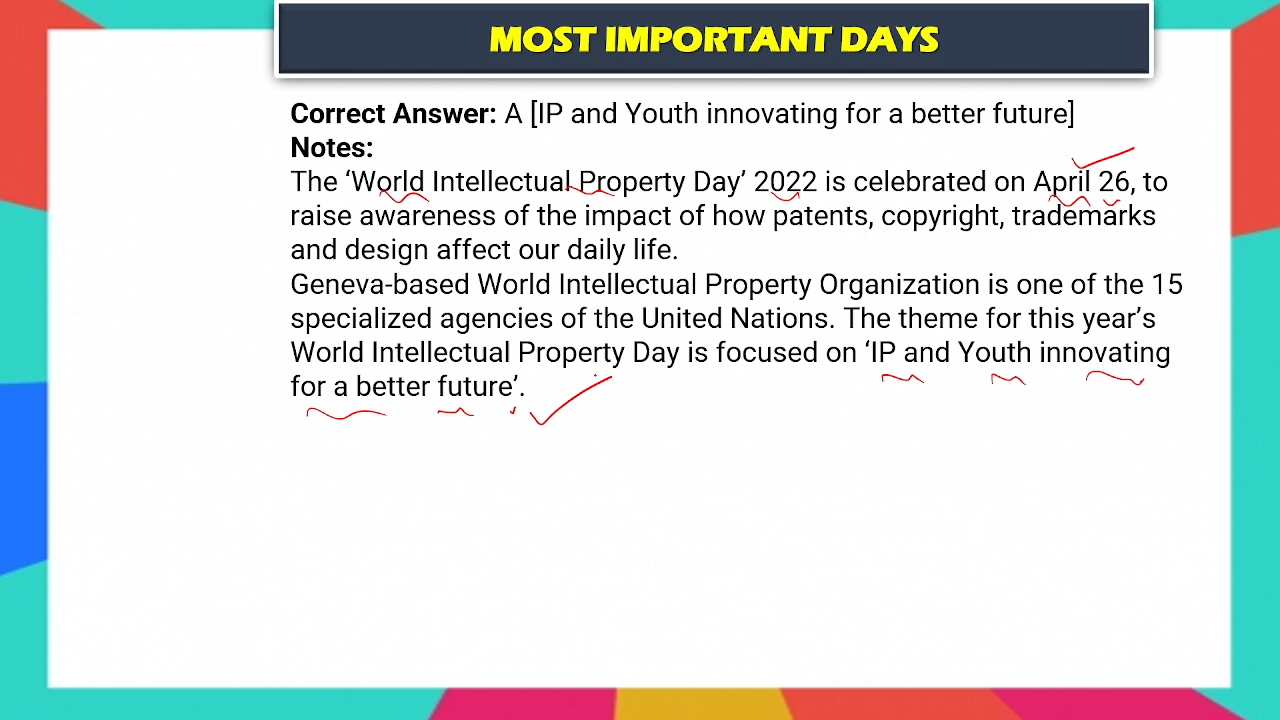 MOST IMPORTANT DAYS
Correct Answer: A [IP and Youth innovating for a better future]
Notes:
The ‘World Intellectual Property Day’ 2022 is celebrated on April 26, to
raise awareness of the impact of how patents, copyright, trademarks
and design affect our daily life.
Geneva-based World Intellectual Property Organization is one of the 15
specialized agencies of the United Nations. The theme for this year’s
World Intellectual Property Day is focused on ‘IP and Youth innovating
for a better future’.